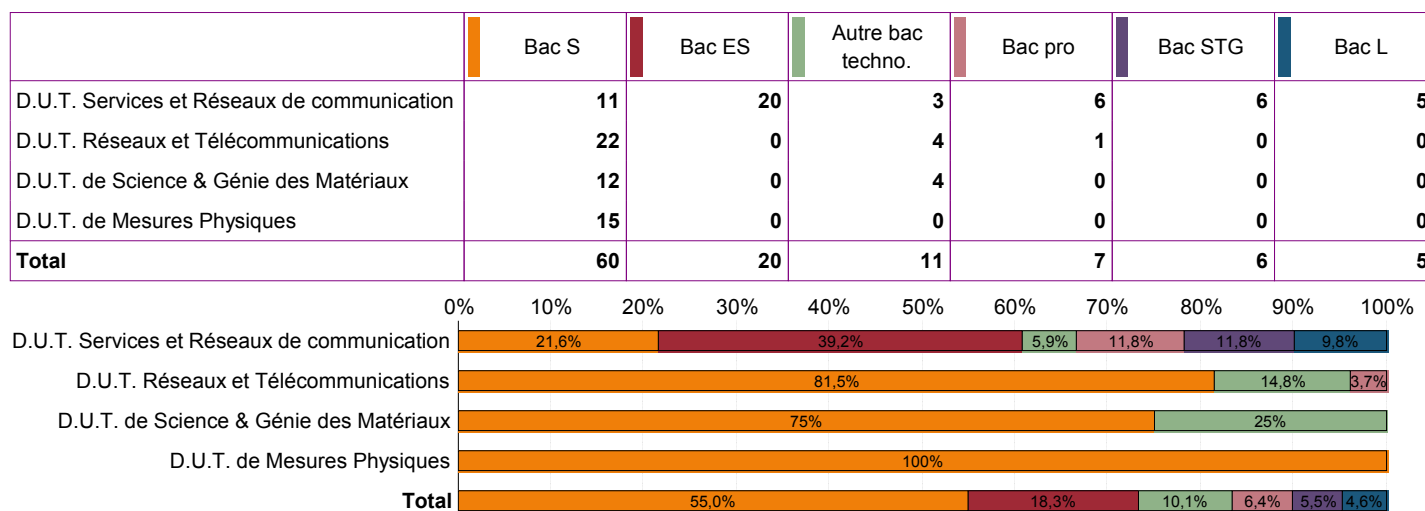 Bac S Bac ES Autre bac techno. Bac pro Bac STG Bac L
D.U.T. Services et Réseaux de communication 11 20 3 6 6 5
D.U.T. Réseaux et Télécommunications 22 0 4 1 0 0
D.U.T. de Science & Génie des Matériaux 12 0 4 0 0 0
D.U.T. de Mesures Physiques 15 0 0 0 0 0
Total 60 20 11 7 6 5
0% 10% 20% 30% 40% 50% 60% 70% 80% 90% 100%
D.U.T. Services et Réseaux de communication 21,6% 39,2% 5,9% 11,8% 11,8% 9,8%
D.U.T. Réseaux et Télécommunications 81,5% 14,8% 3,7%
D.U.T. de Science & Génie des Matériaux 75% 25%
D.U.T. de Mesures Physiques 100%
Total 55,0% 18,3% 10,1% 6,4% 5,5% 4,6%